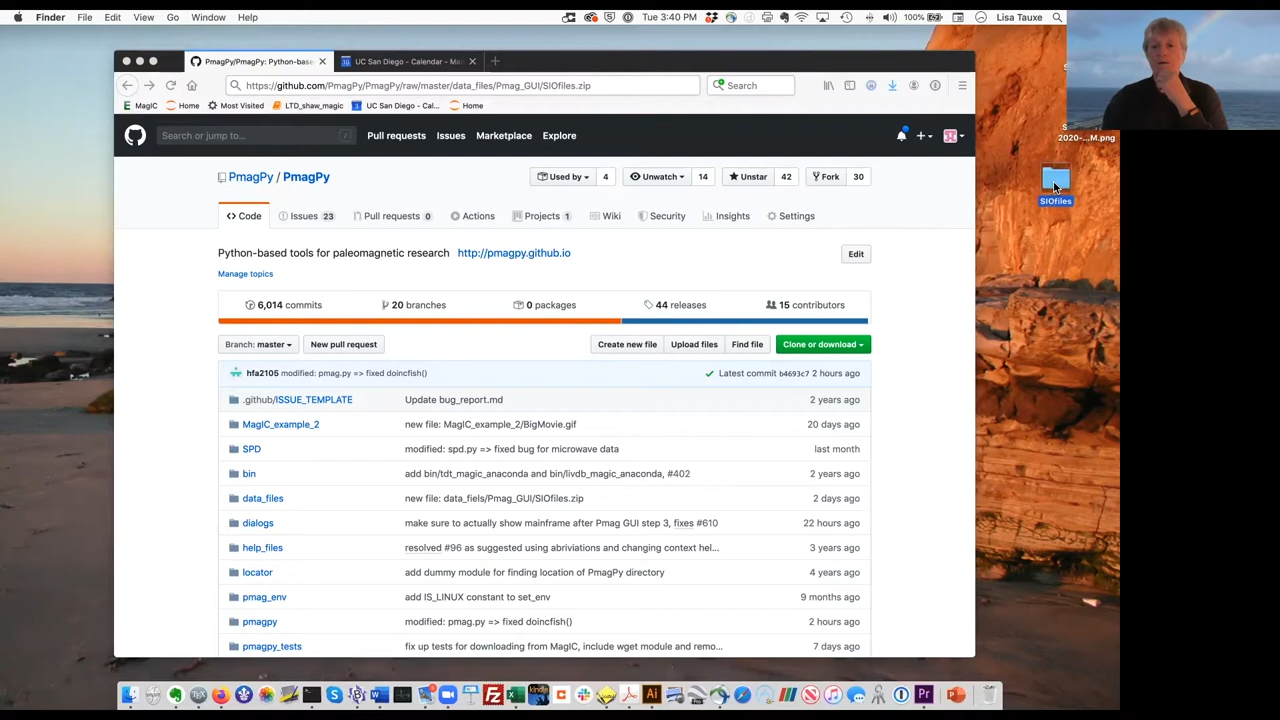 Finder File Edit View Go Window Help Tue 3:40 PM 100% Lisa Tauxe
PmagPy/PmagPy: Python-base
UC San Diego - Calendar - Ma
https://github.com/PmagPy/PmagPy/raw/master/data_files/Pmag_GUI/SIOfiles.zip
Search
MagIC Home Most Visited LTD_shaw_magic UC San Diego - Cal... Home
2020-...M.png
SIOfiles
Search or jump to... / Pull requests Issues Marketplace Explore
PmagPy / PmagPy
Used by 4 Unwatch 14 Unstar 42 Fork 30
Code Issues 23 Pull requests 0 Actions Projects 1 Wiki Security Insights Settings
Python-based tools for paleomagnetic research http://pmagpy.github.io Edit
Manage topics
6,014 commits 20 branches 0 packages 44 releases 15 contributors
Branch: master New pull request Create new file Upload files Find file Clone or download
hfa2105 modified: pmag.py => fixed doincfish() Latest commit b4693c7 2 hours ago
.github/ISSUE_TEMPLATE Update bug_report.md 2 years ago
MagIC_example_2 new file: MagIC_example_2/BigMovie.gif 20 days ago
SPD modified: spd.py => fixed bug for microwave data last month
bin add bin/tdt_magic_anaconda and bin/livdb_magic_anaconda, #402 2 years ago
data_files new file: data_fiels/Pmag_GUI/SIOfiles.zip 2 days ago
dialogs make sure to actually show mainframe after Pmag GUI step 3, fixes #610 22 hours ago
help_files resolved #96 as suggested using abriviations and changing context hel... 3 years ago
locator add dummy module for finding location of PmagPy directory 4 years ago
pmag_env add IS_LINUX constant to set_env 9 months ago
pmagpy modified: pmag.py => fixed doincfish() 2 hours ago
pmagpy_tests fix up tests for downloading from MagIC, include wget module and remo... 7 days ago